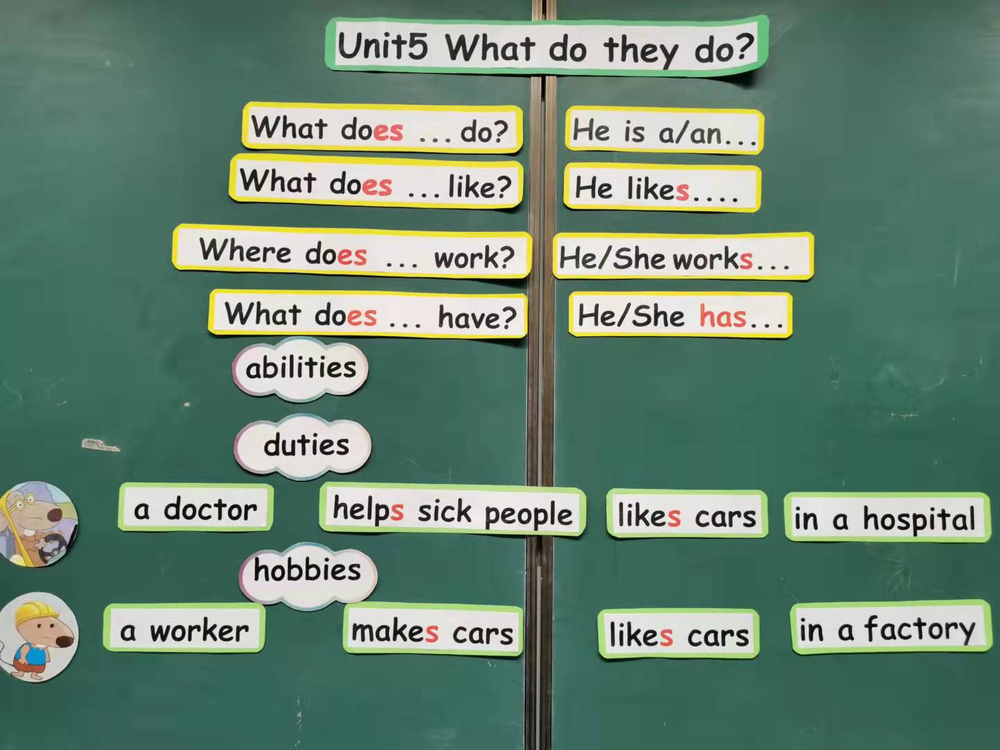 Unit5 What do they do?
What does ... do? He is a/an...
What does ... like? He likes....
Where does ... work? He/She works...
What does ... have? He/She has...
abilities
duties
a doctor helps sick people likes cars in a hospital
hobbies
a worker makes cars likes cars in a factory